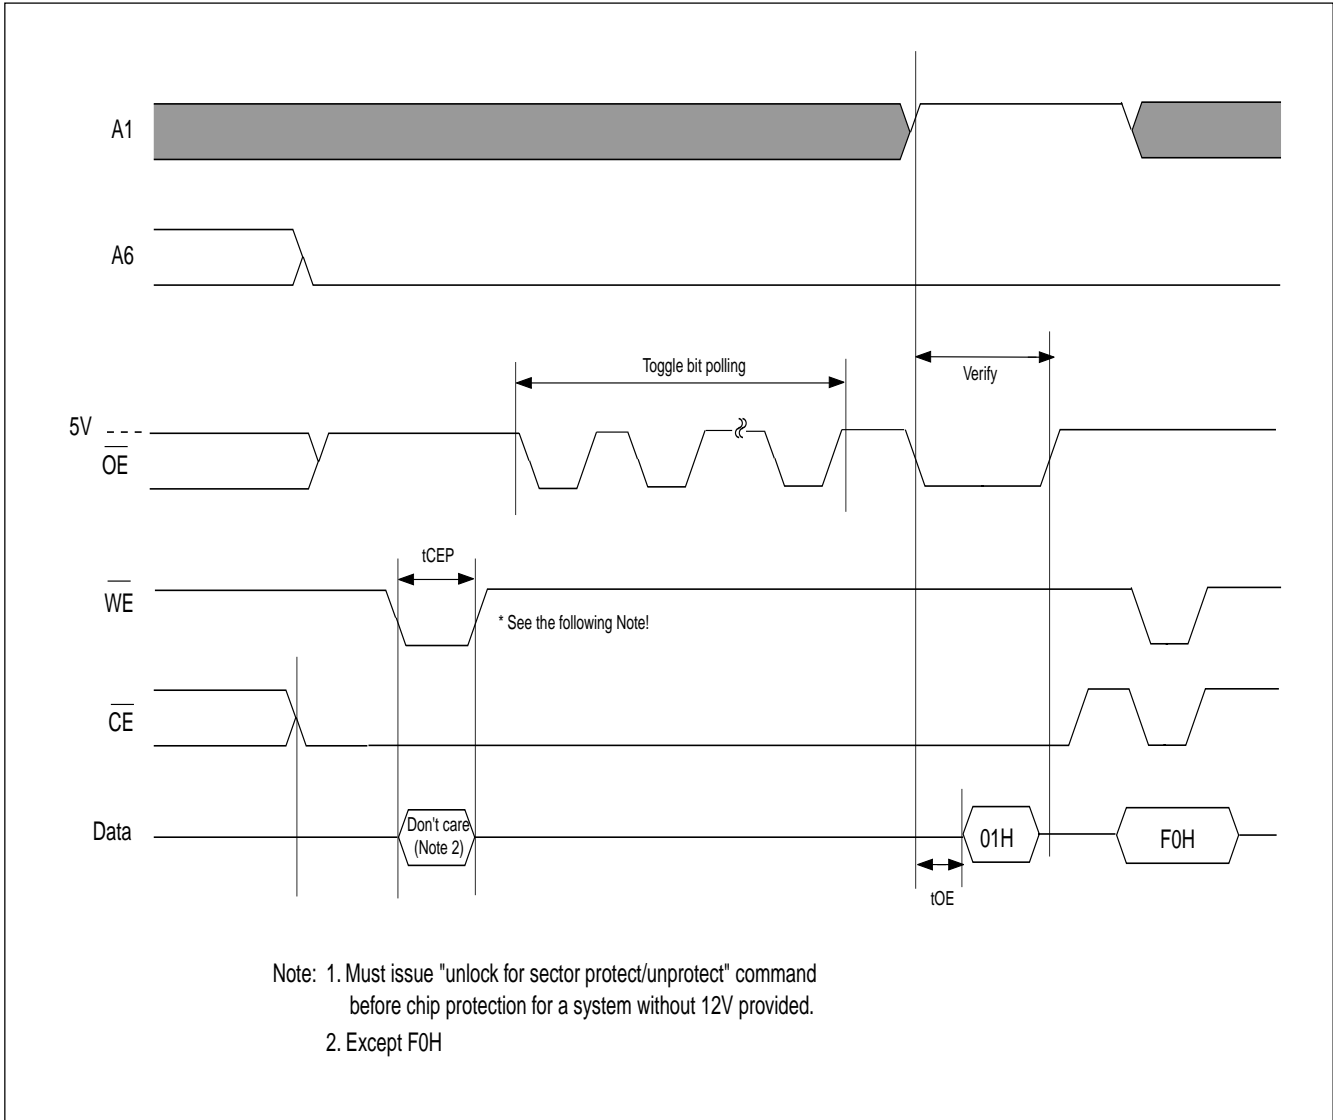 A1
A6
Toggle bit polling
Verify
5V
OE
tCEP
WE
* See the following Note!
CE
Data
Don't care
(Note 2)
01H
F0H
tOE
Note: 1. Must issue "unlock for sector protect/unprotect" command
before chip protection for a system without 12V provided.
2. Except F0H